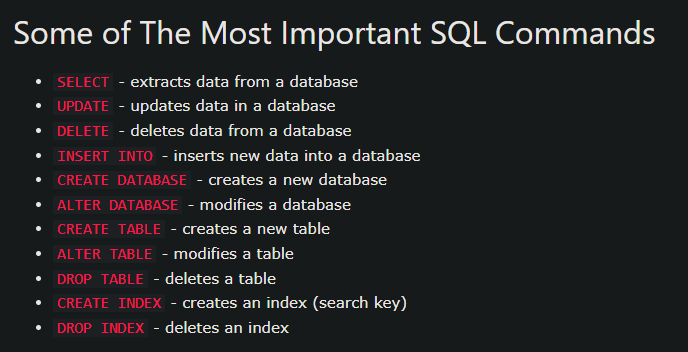 Some of The Most Important SQL Commands
• SELECT - extracts data from a database
• UPDATE - updates data in a database
• DELETE - deletes data from a database
• INSERT INTO - inserts new data into a database
• CREATE DATABASE - creates a new database
• ALTER DATABASE - modifies a database
• CREATE TABLE - creates a new table
• ALTER TABLE - modifies a table
• DROP TABLE - deletes a table
• CREATE INDEX - creates an index (search key)
• DROP INDEX - deletes an index